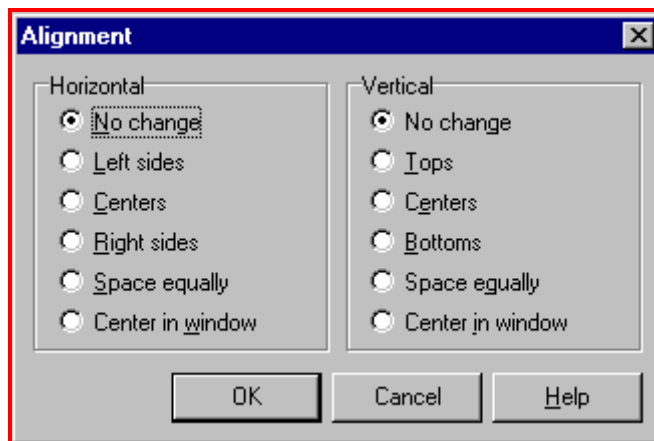 Alignment
Horizontal
No change
Left sides
Centers
Right sides
Space equally
Center in window
Vertical
No change
Tops
Centers
Bottoms
Space equally
Center in window
OK
Cancel
Help